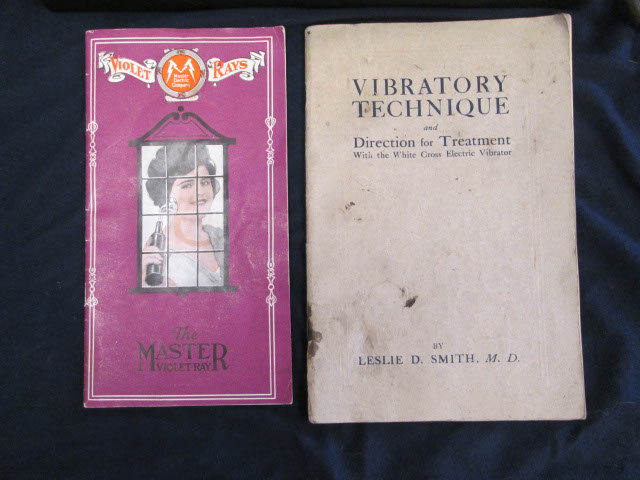 VIOLET RAYS
Master
Electric
Company
The
MASTER
VIOLET RAY
VIBRATORY
TECHNIQUE
and
Direction for Treatment
With the White Cross Electric Vibrator
BY
LESLIE D. SMITH, M. D.